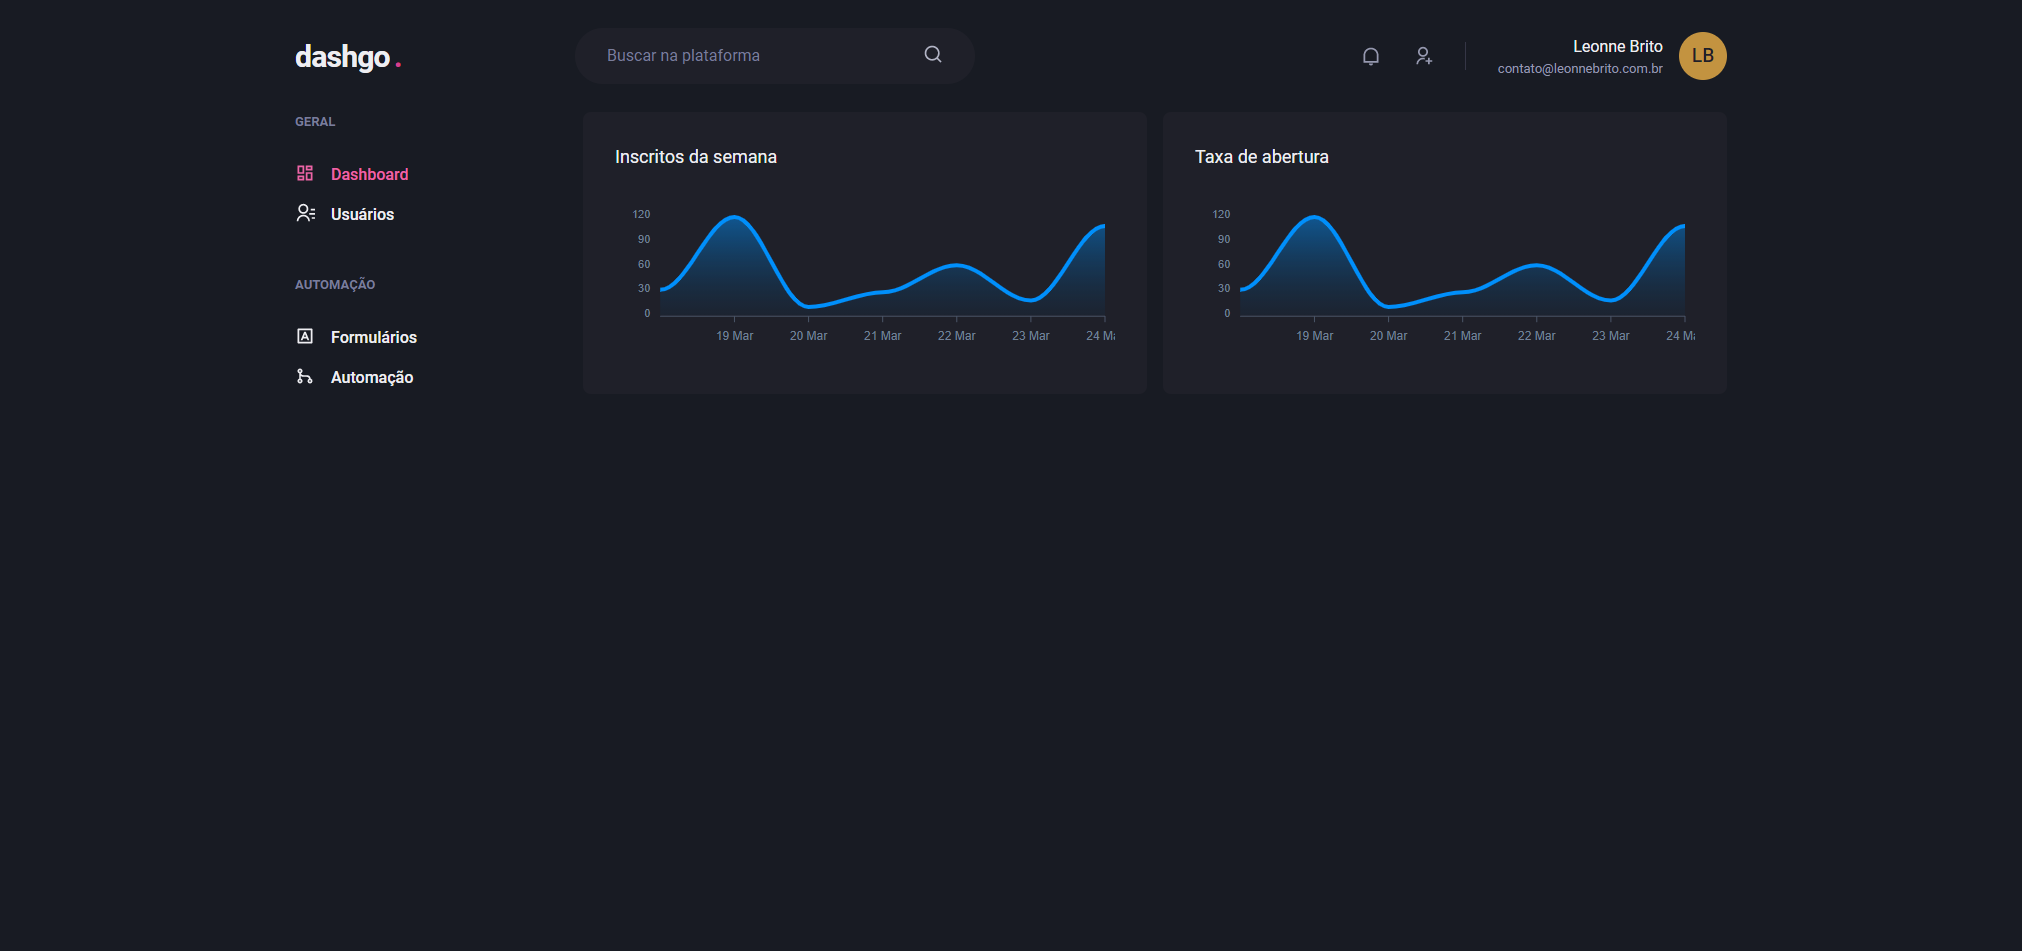 dashgo.
Buscar na plataforma
Leonne Brito
contato@leonnebrito.com.br
LB
GERAL
Dashboard
Usuários
AUTOMAÇÃO
Formulários
Automação
Inscritos da semana
120
90
60
30
0
19 Mar 20 Mar 21 Mar 22 Mar 23 Mar 24 Ma
Taxa de abertura
120
90
60
30
0
19 Mar 20 Mar 21 Mar 22 Mar 23 Mar 24 Ma